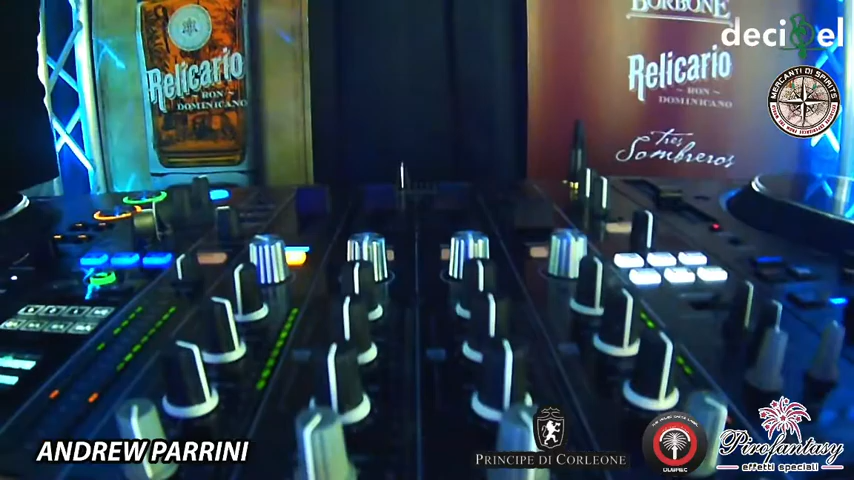 BORBONE
decibel
Relicario
RON
DOMINICANO
Relicario
RON
DOMINICANO
Tres
Sombreros
MERCANTI DI SPIRITS
ANDREW PARRINI
PRINCIPE DI CORLEONE
Pirofantasy
effetti speciali